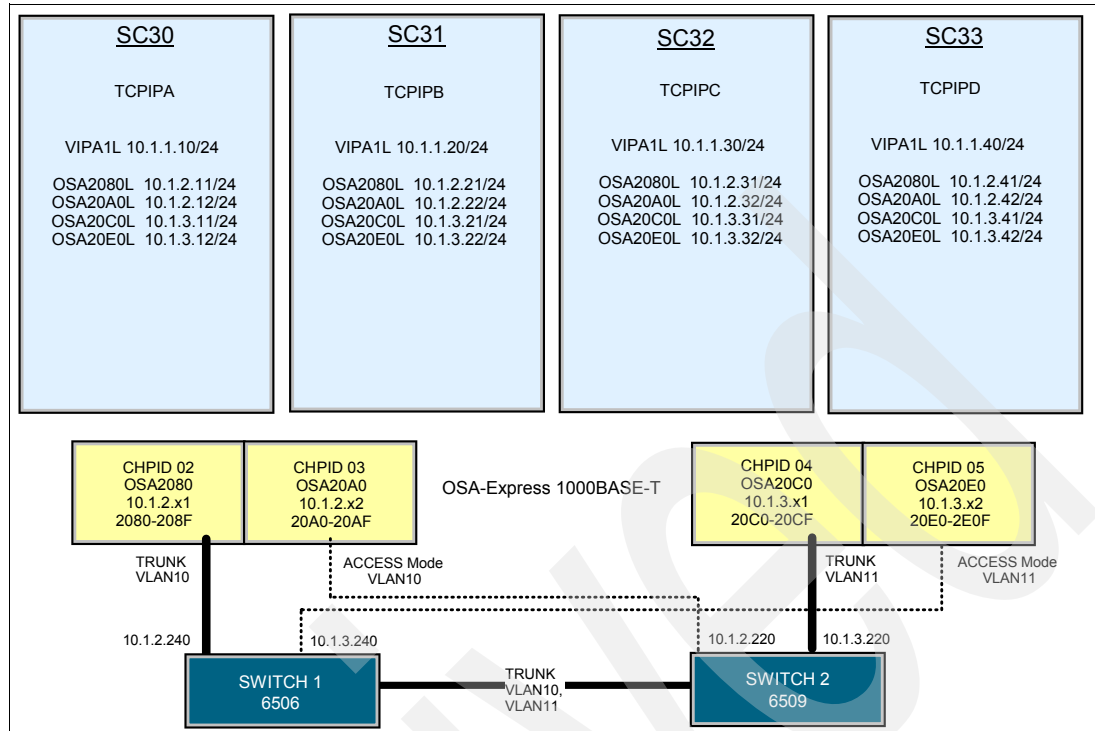 SC30
TCPIPA
VIPA1L 10.1.1.10/24
OSA2080L 10.1.2.11/24
OSA20A0L 10.1.2.12/24
OSA20C0L 10.1.3.11/24
OSA20E0L 10.1.3.12/24
SC31
TCPIPB
VIPA1L 10.1.1.20/24
OSA2080L 10.1.2.21/24
OSA20A0L 10.1.2.22/24
OSA20C0L 10.1.3.21/24
OSA20E0L 10.1.3.22/24
SC32
TCPIPC
VIPA1L 10.1.1.30/24
OSA2080L 10.1.2.31/24
OSA20A0L 10.1.2.32/24
OSA20C0L 10.1.3.31/24
OSA20E0L 10.1.3.32/24
SC33
TCPIPD
VIPA1L 10.1.1.40/24
OSA2080L 10.1.2.41/24
OSA20A0L 10.1.2.42/24
OSA20C0L 10.1.3.41/24
OSA20E0L 10.1.3.42/24
CHPID 02
OSA2080
10.1.2.x1
2080-208F
CHPID 03
OSA20A0
10.1.2.x2
20A0-20AF
OSA-Express 1000BASE-T
CHPID 04
OSA20C0
10.1.3.x1
20C0-20CF
CHPID 05
OSA20E0
10.1.3.x2
20E0-2E0F
TRUNK
VLAN10
ACCESS Mode
VLAN10
TRUNK
VLAN11
ACCESS Mode
VLAN11
10.1.2.240
10.1.3.240
10.1.2.220
10.1.3.220
SWITCH 1
6506
TRUNK
VLAN10,
VLAN11
SWITCH 2
6509